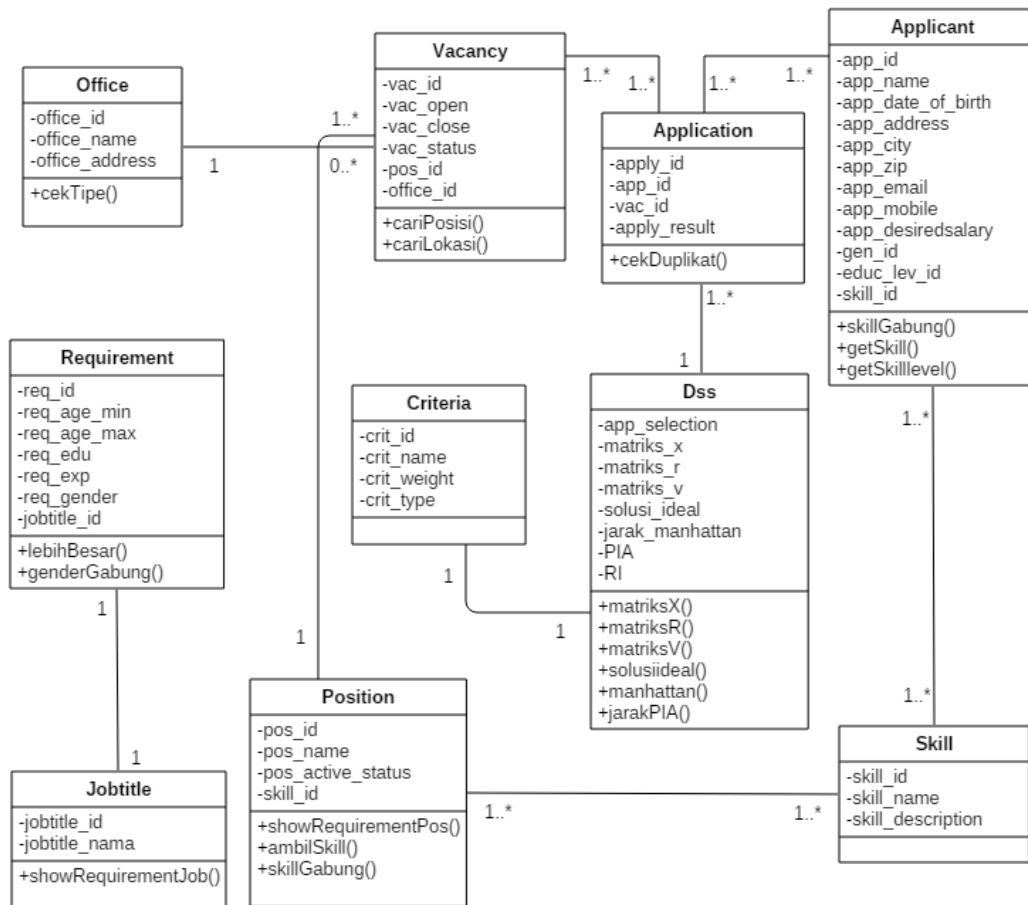 Office
-office_id
-office_name
-office_address
+cekTipe()
1
Vacancy
-vac_id
-vac_open
-vac_close
-vac_status
-pos_id
-office_id
+cariPosisi()
+cariLokasi()
1..*
0..*
1..*
1..*
Application
-apply_id
-app_id
-vac_id
-apply_result
+cekDuplikat()
1..*
1..*
1..*
Applicant
-app_id
-app_name
-app_date_of_birth
-app_address
-app_city
-app_zip
-app_email
-app_mobile
-app_desiredsalary
-gen_id
-educ_lev_id
-skill_id
+skillGabung()
+getSkill()
+getSkilllevel()
1..*
Requirement
-req_id
-req_age_min
-req_age_max
-req_edu
-req_exp
-req_gender
-jobtitle_id
+lebihBesar()
+genderGabung()
1
Criteria
-crit_id
-crit_name
-crit_weight
-crit_type
1
1
Dss
-app_selection
-matriks_x
-matriks_r
-matriks_v
-solusi_ideal
-jarak_manhattan
-PIA
-RI
+matriksX()
+matriksR()
+matriksV()
+solusiideal()
+manhattan()
+jarakPIA()
1
1
Jobtitle
-jobtitle_id
-jobtitle_nama
+showRequirementJob()
1
Position
-pos_id
-pos_name
-pos_active_status
-skill_id
+showRequirementPos()
+ambilSkill()
+skillGabung()
1..*
1..*
1..*
Skill
-skill_id
-skill_name
-skill_description